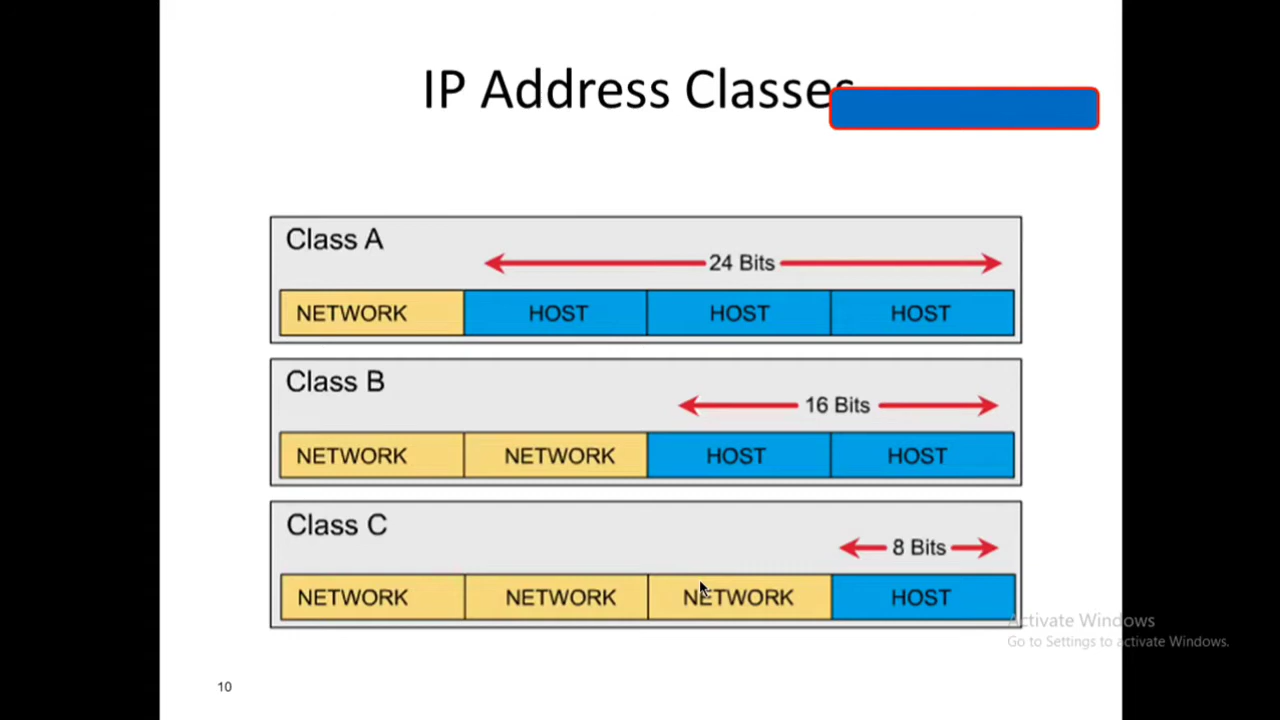 IP Address Classes
Class A
24 Bits
NETWORK HOST HOST HOST
Class B
16 Bits
NETWORK NETWORK HOST HOST
Class C
8 Bits
NETWORK NETWORK NETWORK HOST
Activate Windows
Go to Settings to activate Windows.
10